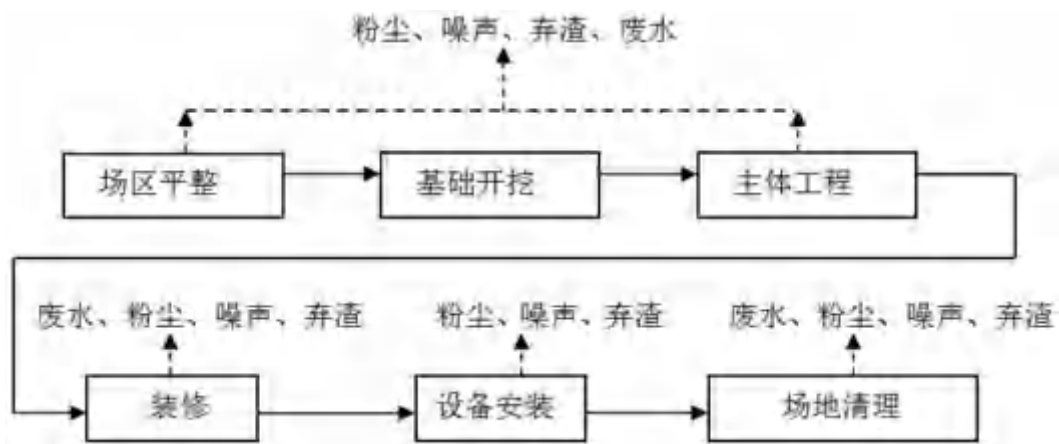 粉尘、噪声、弃渣、废水
场区平整
基础开挖
主体工程
废水、粉尘、噪声、弃渣
粉尘、噪声、弃渣
废水、粉尘、噪声、弃渣
装修
设备安装
场地清理